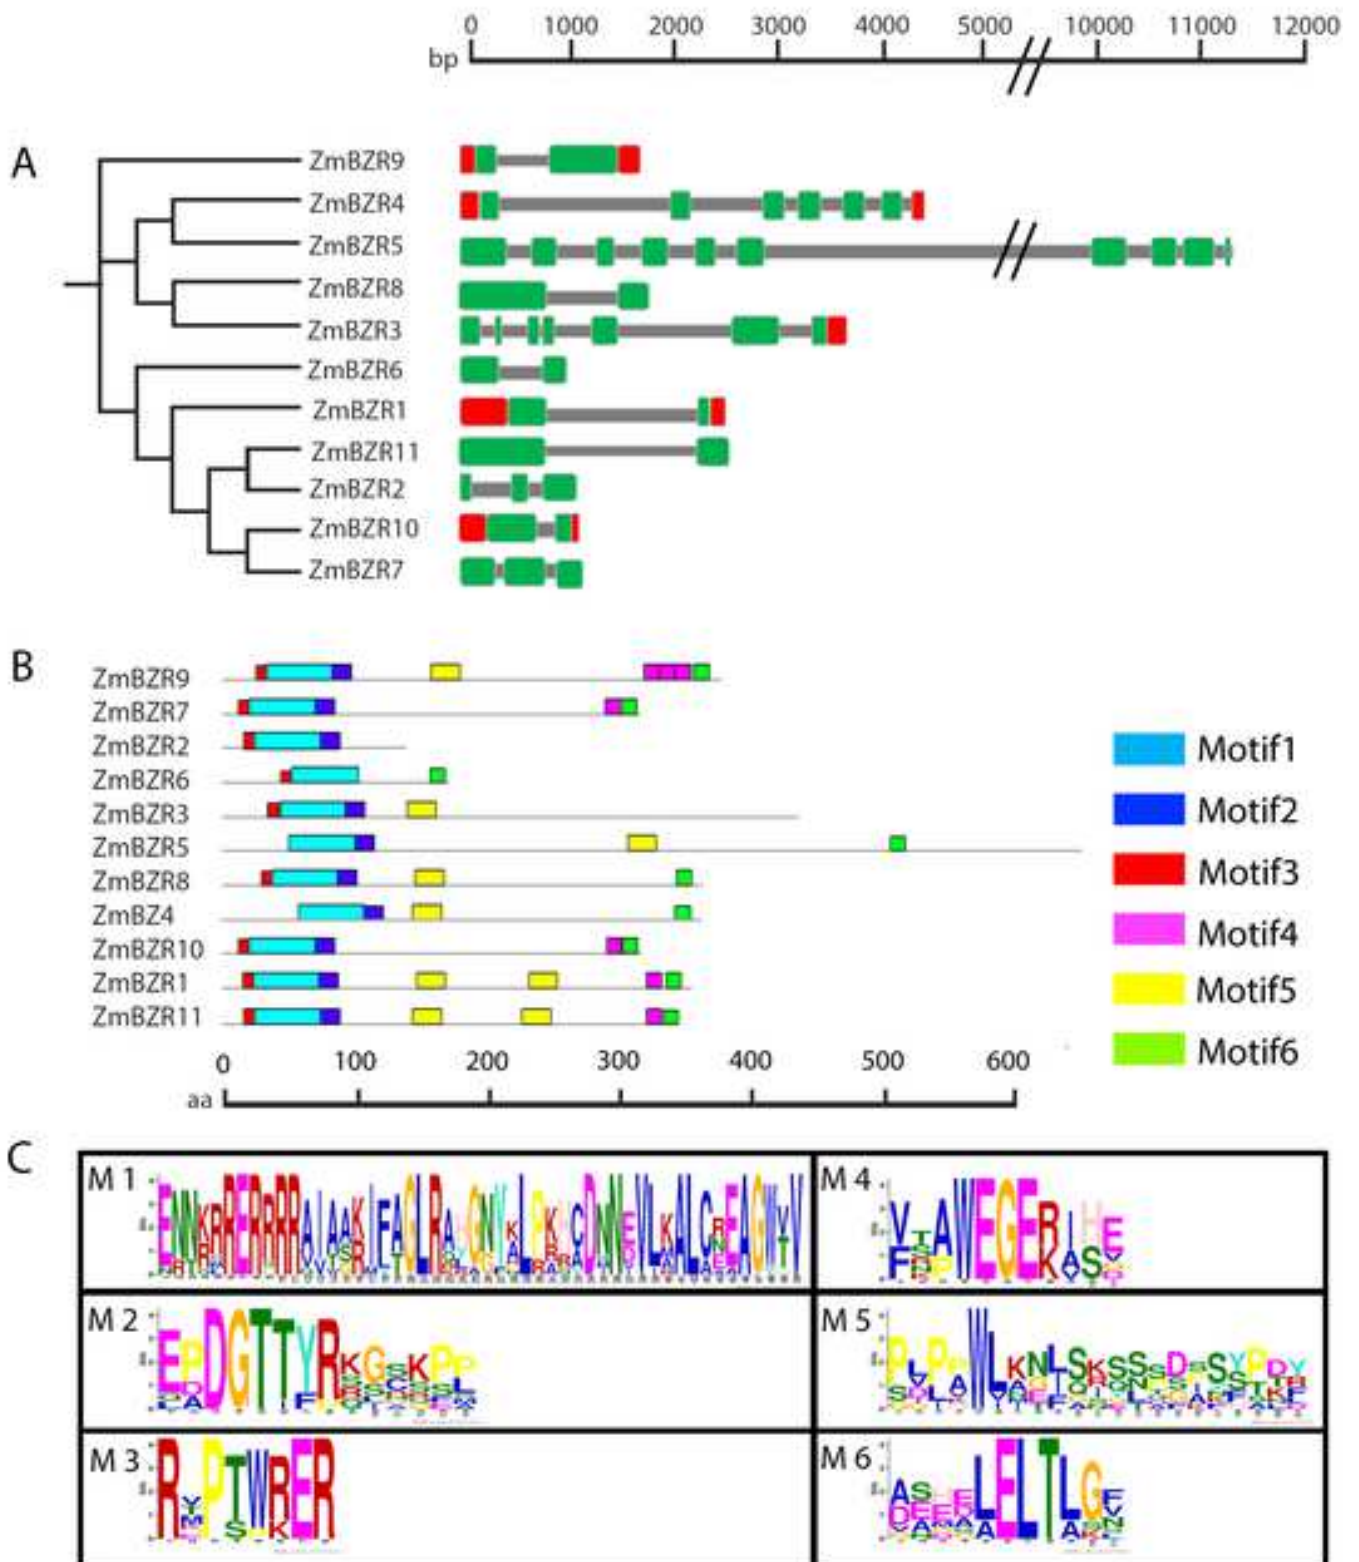 0 1000 2000 3000 4000 5000 10000 11000 12000
bp
A
ZmBZR9
ZmBZR4
ZmBZR5
ZmBZR8
ZmBZR3
ZmBZR6
ZmBZR1
ZmBZR11
ZmBZR2
ZmBZR10
ZmBZR7
B
ZmBZR9
ZmBZR7
ZmBZR2
ZmBZR6
ZmBZR3
ZmBZR5
ZmBZR8
ZmBZ4
ZmBZR10
ZmBZR1
ZmBZR11
Motif1
Motif2
Motif3
Motif4
Motif5
Motif6
0 100 200 300 400 500 600
aa
C
M 1
M 4
M 2
M 5
M 3
M 6